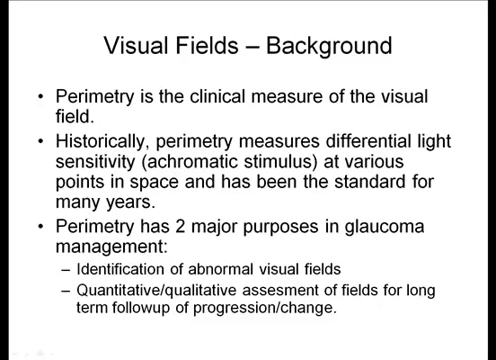 Visual Fields – Background
• Perimetry is the clinical measure of the visual
field.
• Historically, perimetry measures differential light
sensitivity (achromatic stimulus) at various
points in space and has been the standard for
many years.
• Perimetry has 2 major purposes in glaucoma
management:
– Identification of abnormal visual fields
– Quantitative/qualitative assesment of fields for long
term followup of progression/change.